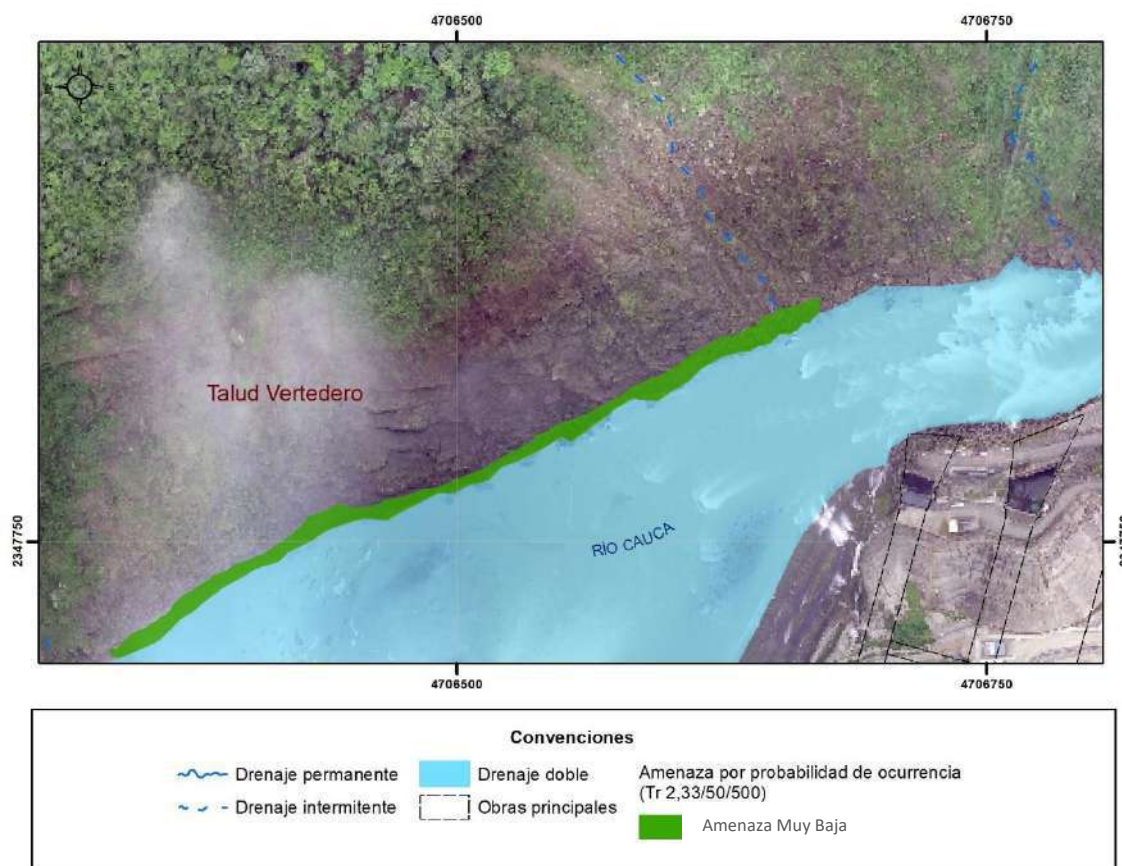 4706500 4706750
N
E
Talud Vertedero
RÍO CAUCA
2347750
4706500 4706750
Convenciones
Drenaje permanente
Drenaje intermitente
Drenaje doble
Obras principales
Amenaza por probabilidad de ocurrencia
(Tr 2,33/50/500)
Amenaza Muy Baja